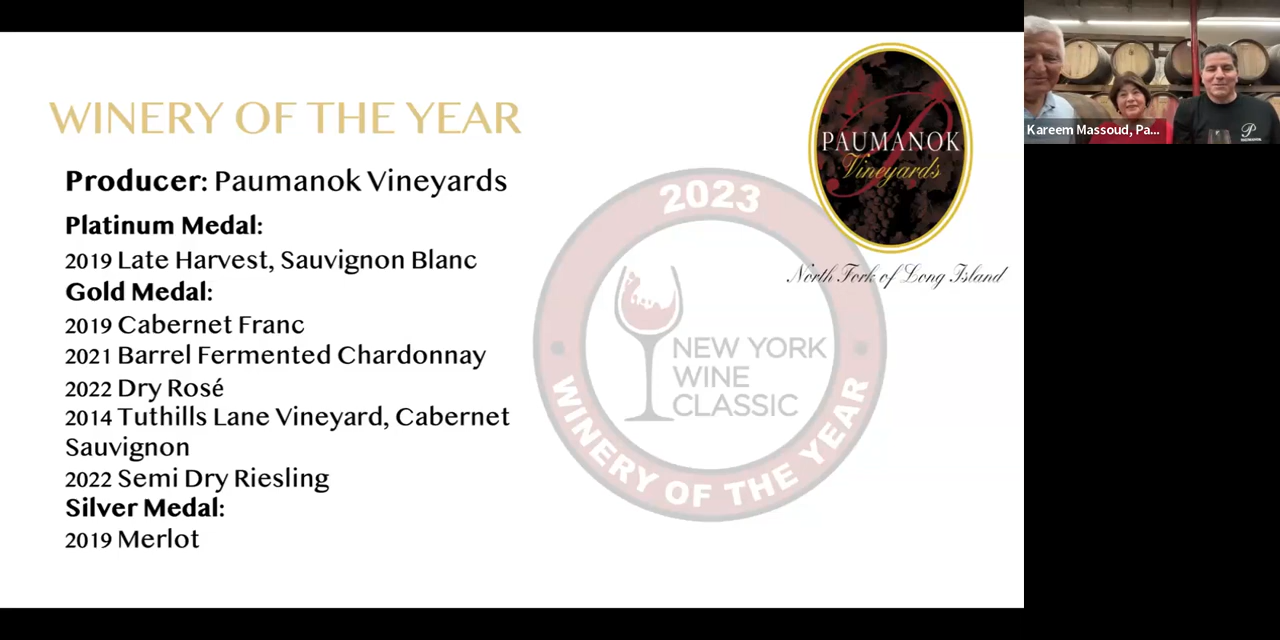 WINERY OF THE YEAR
Producer: Paumanok Vineyards
Platinum Medal:
2019 Late Harvest, Sauvignon Blanc
Gold Medal:
2019 Cabernet Franc
2021 Barrel Fermented Chardonnay
2022 Dry Rosé
2014 Tuthills Lane Vineyard, Cabernet
Sauvignon
2022 Semi Dry Riesling
Silver Medal:
2019 Merlot
2023
NEW YORK
WINE
CLASSIC
WINERY OF THE YEAR
P
PAUMANOK
Vineyards
North Fork of Long Island
Kareem Massoud, Pa...
P